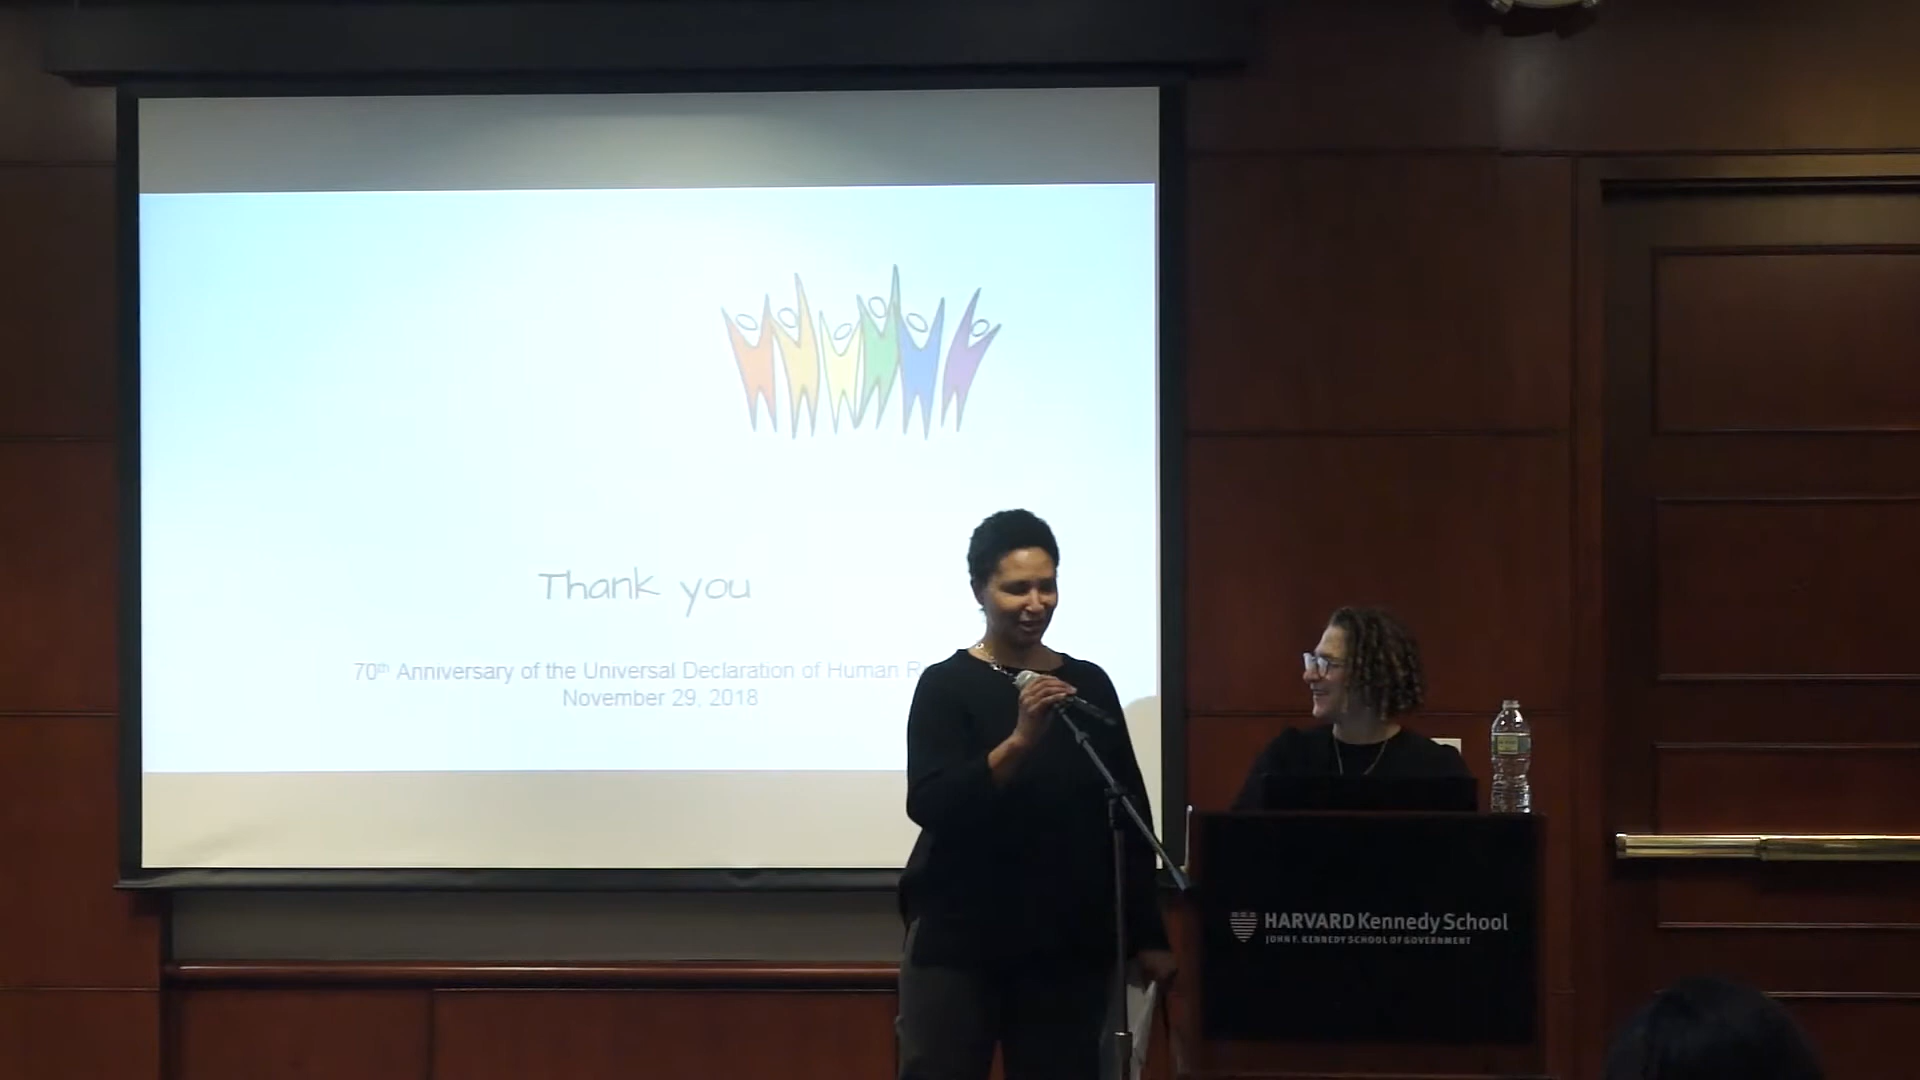 Thank you
70th Anniversary of the Universal Declaration of Human
November 29, 2018
HARVARD Kennedy School
JOHN F. KENNEDY SCHOOL OF GOVERNMENT